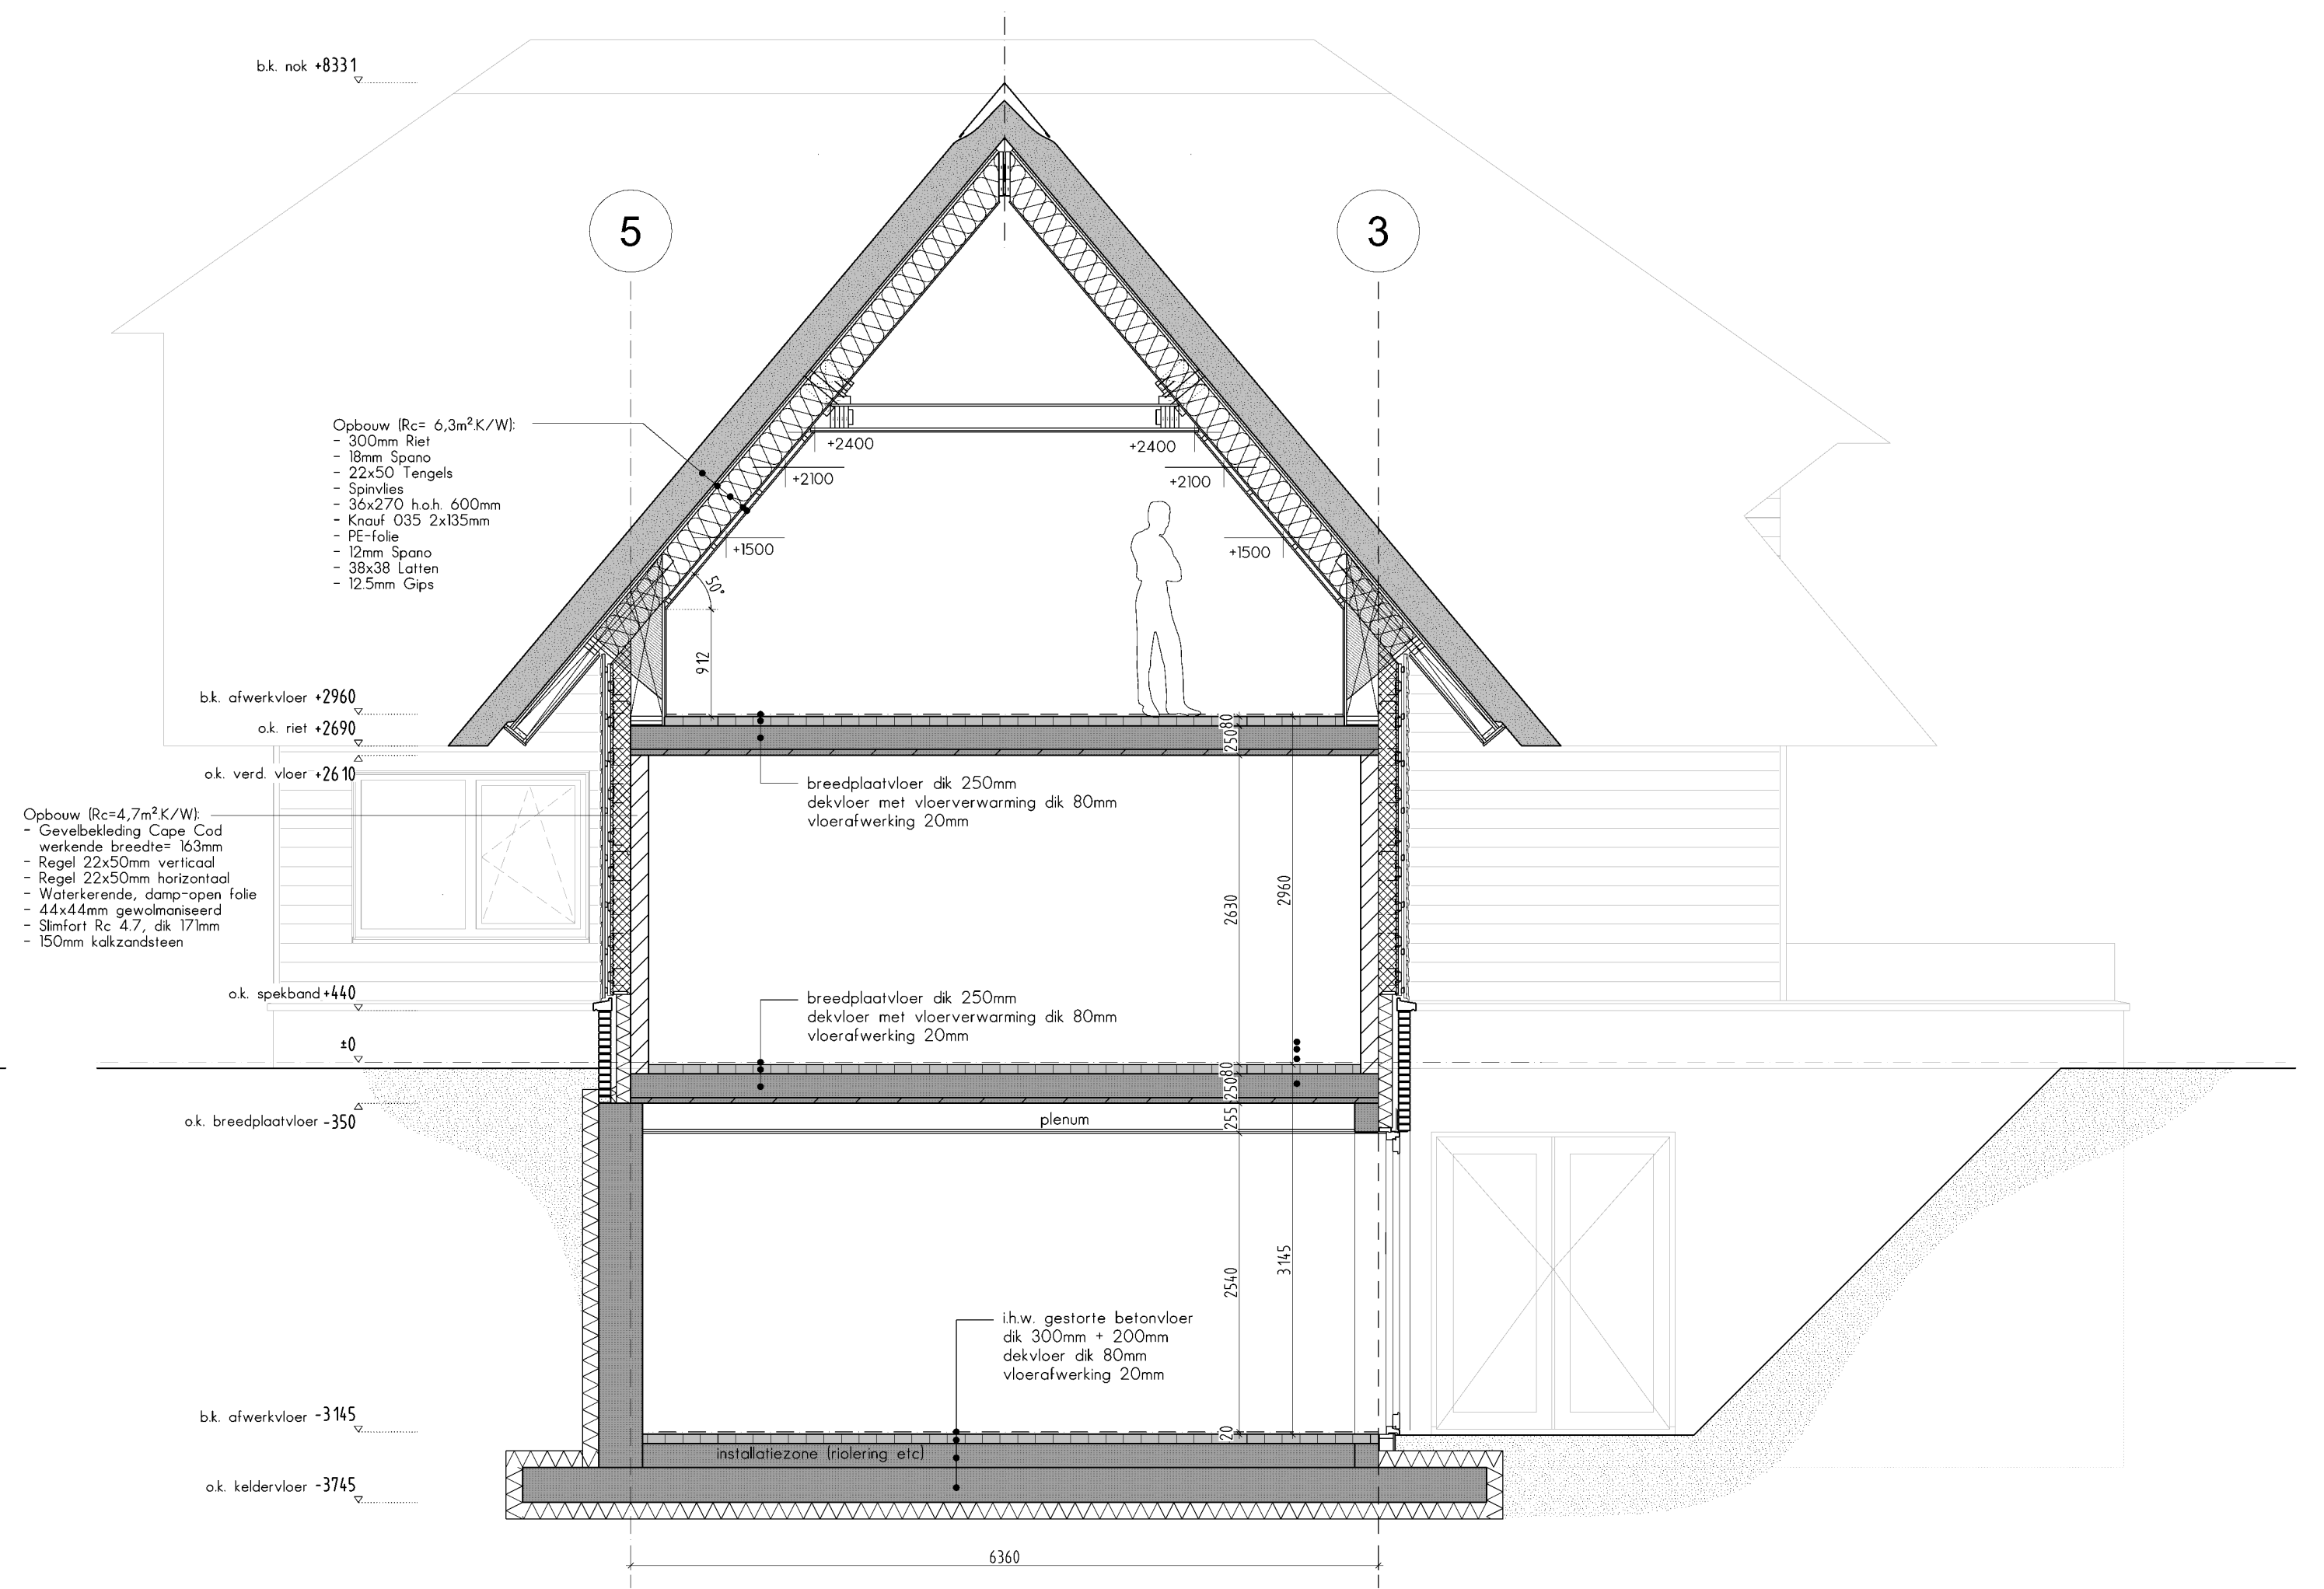 b.k. nok +8331
5
3
Opbouw (Rc= 6,3m².K/W):
- 300mm Riet
- 18mm Spano
- 22x50 Tengels
- Spinvlies
- 36x270 h.o.h. 600mm
- Knauf 035 2x135mm
- PE-folie
- 12mm Spano
- 38x38 Latten
- 12.5mm Gips
+2400
+2400
+2100
+2100
+1500
+1500
50°
912
b.k. afwerkvloer +2960
o.k. riet +2690
o.k. verd. vloer +2610
80
250
breedplaatvloer dik 250mm
dekvloer met vloerverwarming dik 80mm
vloerafwerking 20mm
Opbouw (Rc=4,7m².K/W):
- Gevelbekleding Cape Cod
werkende breedte= 163mm
- Regel 22x50mm verticaal
- Regel 22x50mm horizontaal
- Waterkerende, damp-open folie
- 44x44mm gewolmaniseerd
- Slimfort Rc 4.7, dik 171mm
- 150mm kalkzandsteen
2630
2960
o.k. spekband +440
breedplaatvloer dik 250mm
dekvloer met vloerverwarming dik 80mm
vloerafwerking 20mm
±0
80
250
255
o.k. breedplaatvloer -350
plenum
2540
3145
i.h.w. gestorte betonvloer
dik 300mm + 200mm
dekvloer dik 80mm
vloerafwerking 20mm
b.k. afwerkvloer -3145
20
installatiezone (riolering etc)
o.k. keldervloer -3745
6360